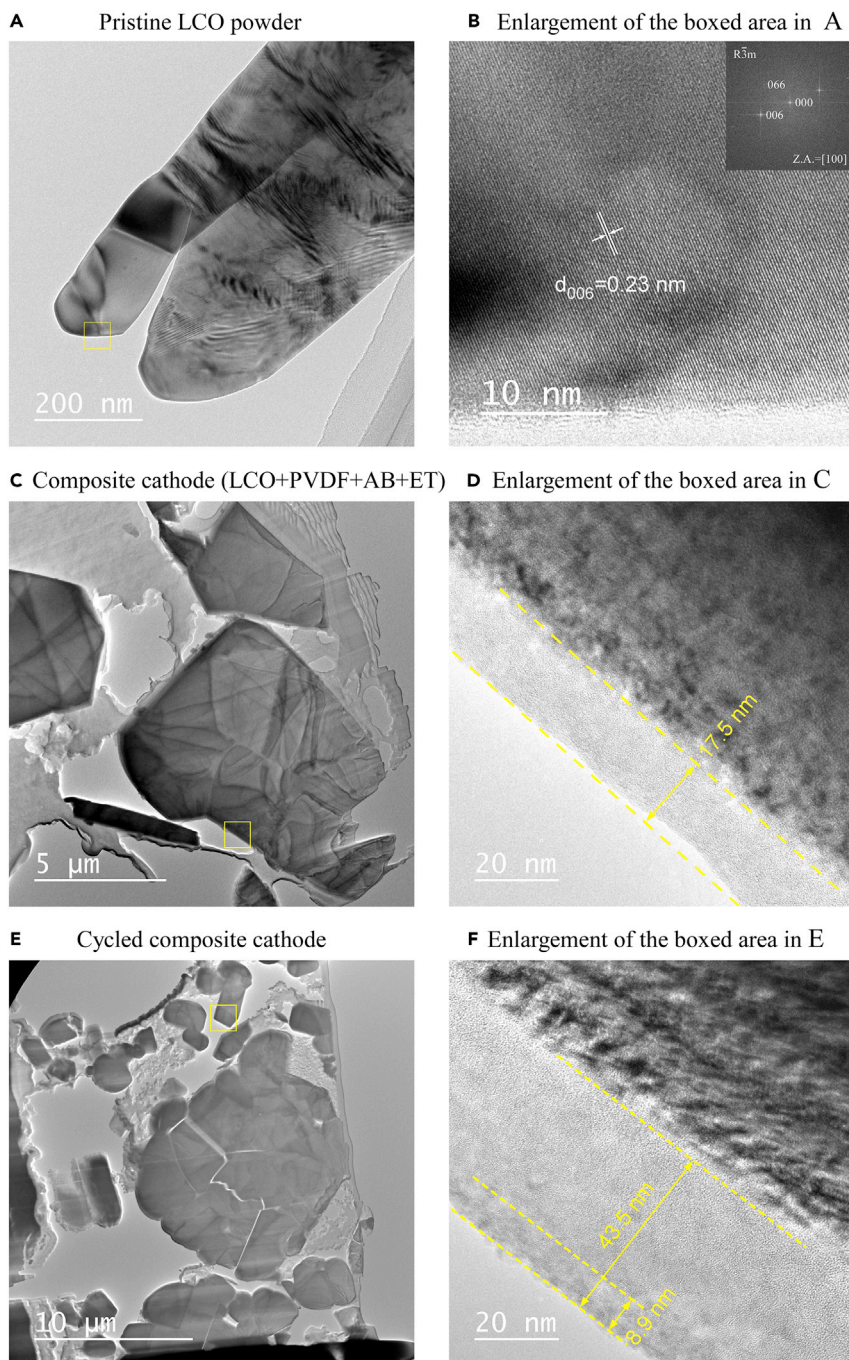 A Pristine LCO powder
B Enlargement of the boxed area in A
200 nm
R3̄m
066
000
006
Z.A.=[100]
d006=0.23 nm
10 nm
C Composite cathode (LCO+PVDF+AB+ET)
D Enlargement of the boxed area in C
5 μm
17.5 nm
20 nm
E Cycled composite cathode
F Enlargement of the boxed area in E
10 μm
43.5 nm
8.9 nm
20 nm